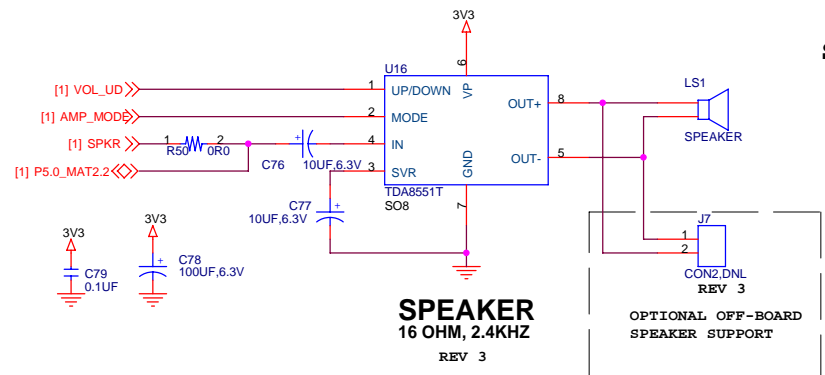 3V3
6
U16
LS1
[1] VOL_UD
1
UP/DOWN
VP
OUT+
8
[1] AMP_MODE
2
MODE
SPEAKER
[1] SPKR
1
2
R50
0R0
C76
10UF,6.3V
4
IN
[1] P5.0_MAT2.2
3
SVR
GND
OUT-
5
TDA8551T
SO8
7
C77
10UF,6.3V
3V3
3V3
C79
0.1UF
C78
100UF,6.3V
J7
1
2
CON2,DNL
REV 3
SPEAKER
16 OHM, 2.4KHZ
REV 3
OPTIONAL OFF-BOARD
SPEAKER SUPPORT